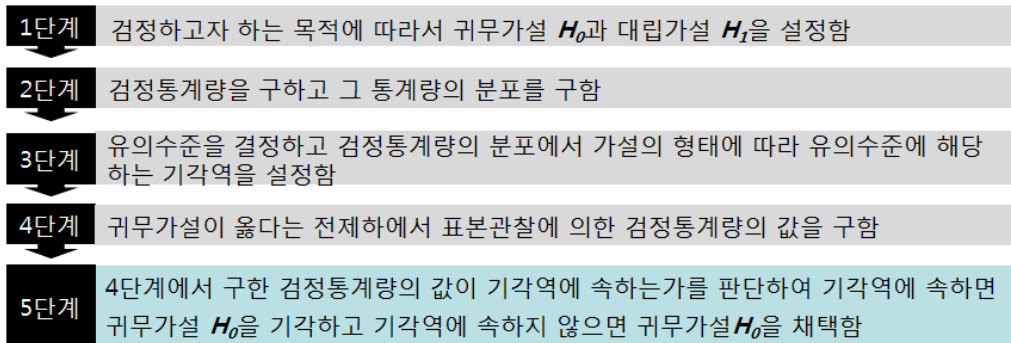 1단계 검정하고자 하는 목적에 따라서 귀무가설 H₀과 대립가설 H₁을 설정함
2단계 검정통계량을 구하고 그 통계량의 분포를 구함
3단계 유의수준을 결정하고 검정통계량의 분포에서 가설의 형태에 따라 유의수준에 해당
하는 기각역을 설정함
4단계 귀무가설이 옳다는 전제하에서 표본관찰에 의한 검정통계량의 값을 구함
5단계 4단계에서 구한 검정통계량의 값이 기각역에 속하는가를 판단하여 기각역에 속하면
귀무가설 H₀을 기각하고 기각역에 속하지 않으면 귀무가설H₀을 채택함